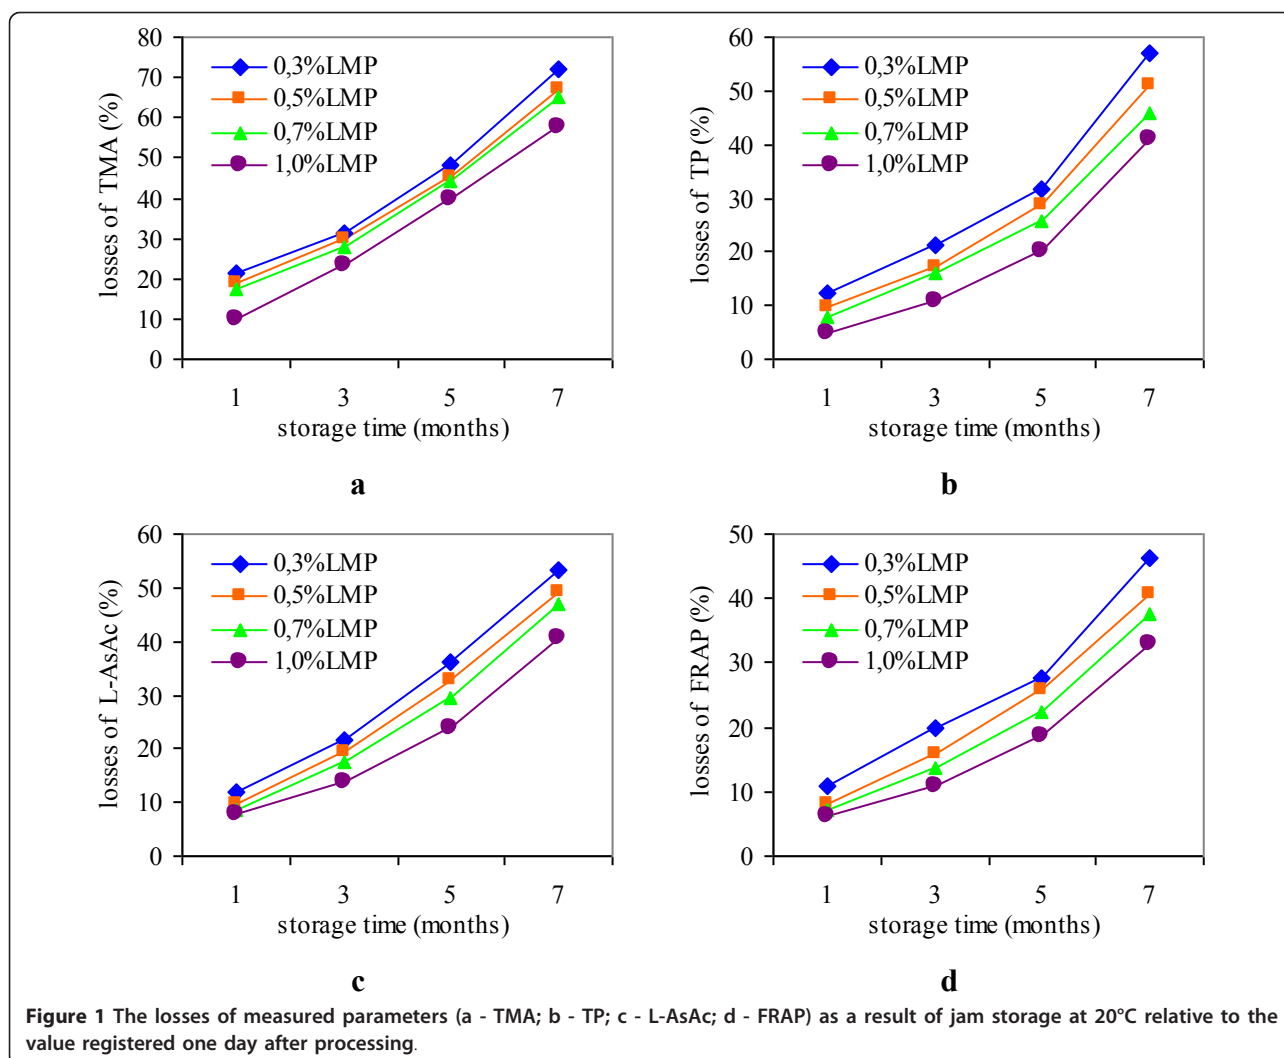 80
70
60
50
40
30
20
10
0
losses of TMA (%)
0,3%LMP
0,5%LMP
0,7%LMP
1,0%LMP
1 3 5 7
storage time (months)
a
60
50
40
30
20
10
0
losses of TP (%)
0,3%LMP
0,5%LMP
0,7%LMP
1,0%LMP
1 3 5 7
storage time (months)
b
60
50
40
30
20
10
0
losses of L-AsAc (%)
0,3%LMP
0,5%LMP
0,7%LMP
1,0%LMP
1 3 5 7
storage time (months)
c
50
40
30
20
10
0
losses of FRAP (%)
0,3%LMP
0,5%LMP
0,7%LMP
1,0%LMP
1 3 5 7
storage time (months)
d
Figure 1 The losses of measured parameters (a - TMA; b - TP; c - L-AsAc; d - FRAP) as a result of jam storage at 20°C relative to the
value registered one day after processing.